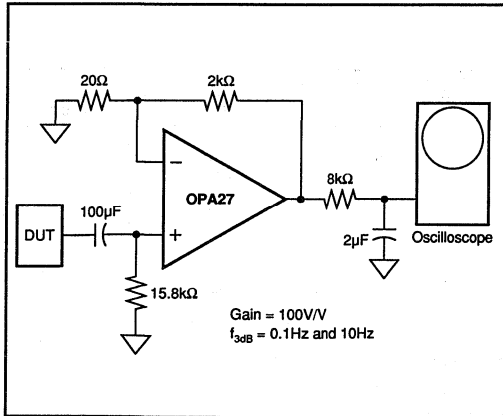 20Ω
2kΩ
−
OPA27
8kΩ
100μF
DUT
+
2μF
Oscilloscope
15.8kΩ
Gain = 100V/V
f3dB = 0.1Hz and 10Hz